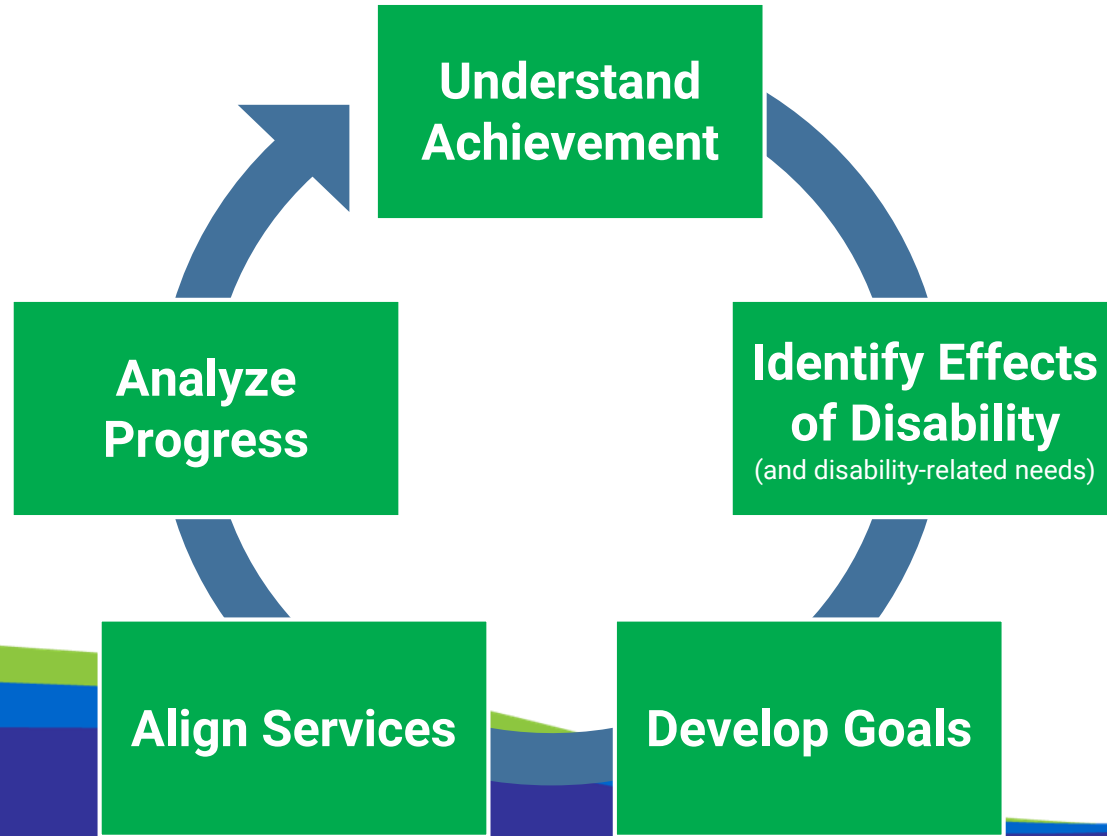 Understand
Achievement
Identify Effects
of Disability
(and disability-related needs)
Develop Goals
Align Services
Analyze
Progress